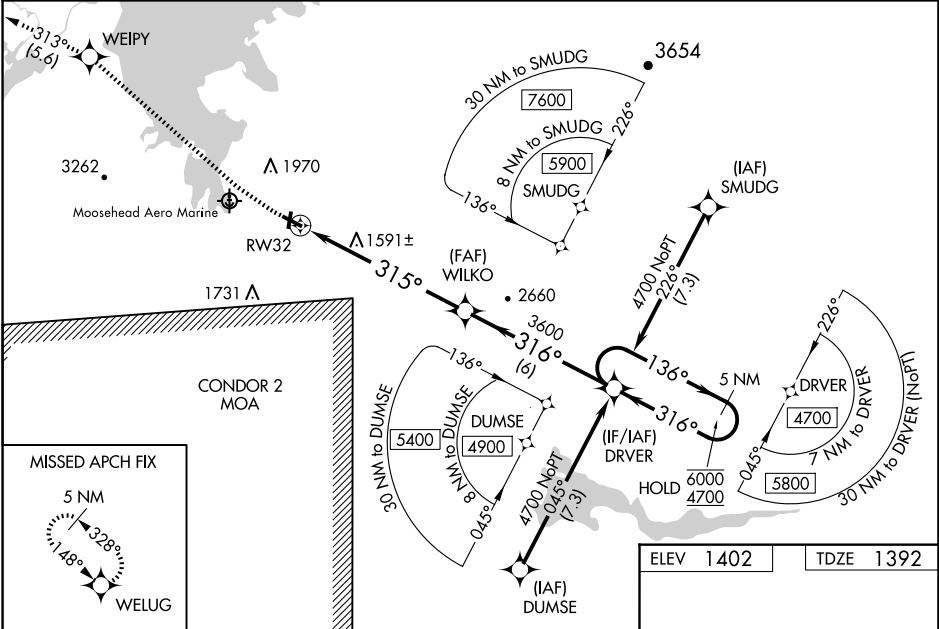 313°
(5.6)
WEIPY
3262
1970
Moosehead Aero Marine
RW32
1591±
315°
(FAF)
WILKO
2660
3600
316°
(6)
1731
CONDOR 2
MOA
3654
30 NM to SMUDG
7600
8 NM to SMUDG
5900
SMUDG
226°
136°
(IAF)
SMUDG
4700 NoPT
226°
(7.3)
136°
5 NM
316°
(IF/IAF)
DRVER
HOLD
6000
4700
226°
DRVER
4700
045°
7 NM to DRVER
5800
30 NM to DRVER (NoPT)
136°
30 NM to DUMSE
5400
8 NM to DUMSE
DUMSE
4900
045°
4700 NoPT
045°
(7.3)
(IAF)
DUMSE
MISSED APCH FIX
5 NM
328°
148°
WELUG
ELEV 1402
TDZE 1392